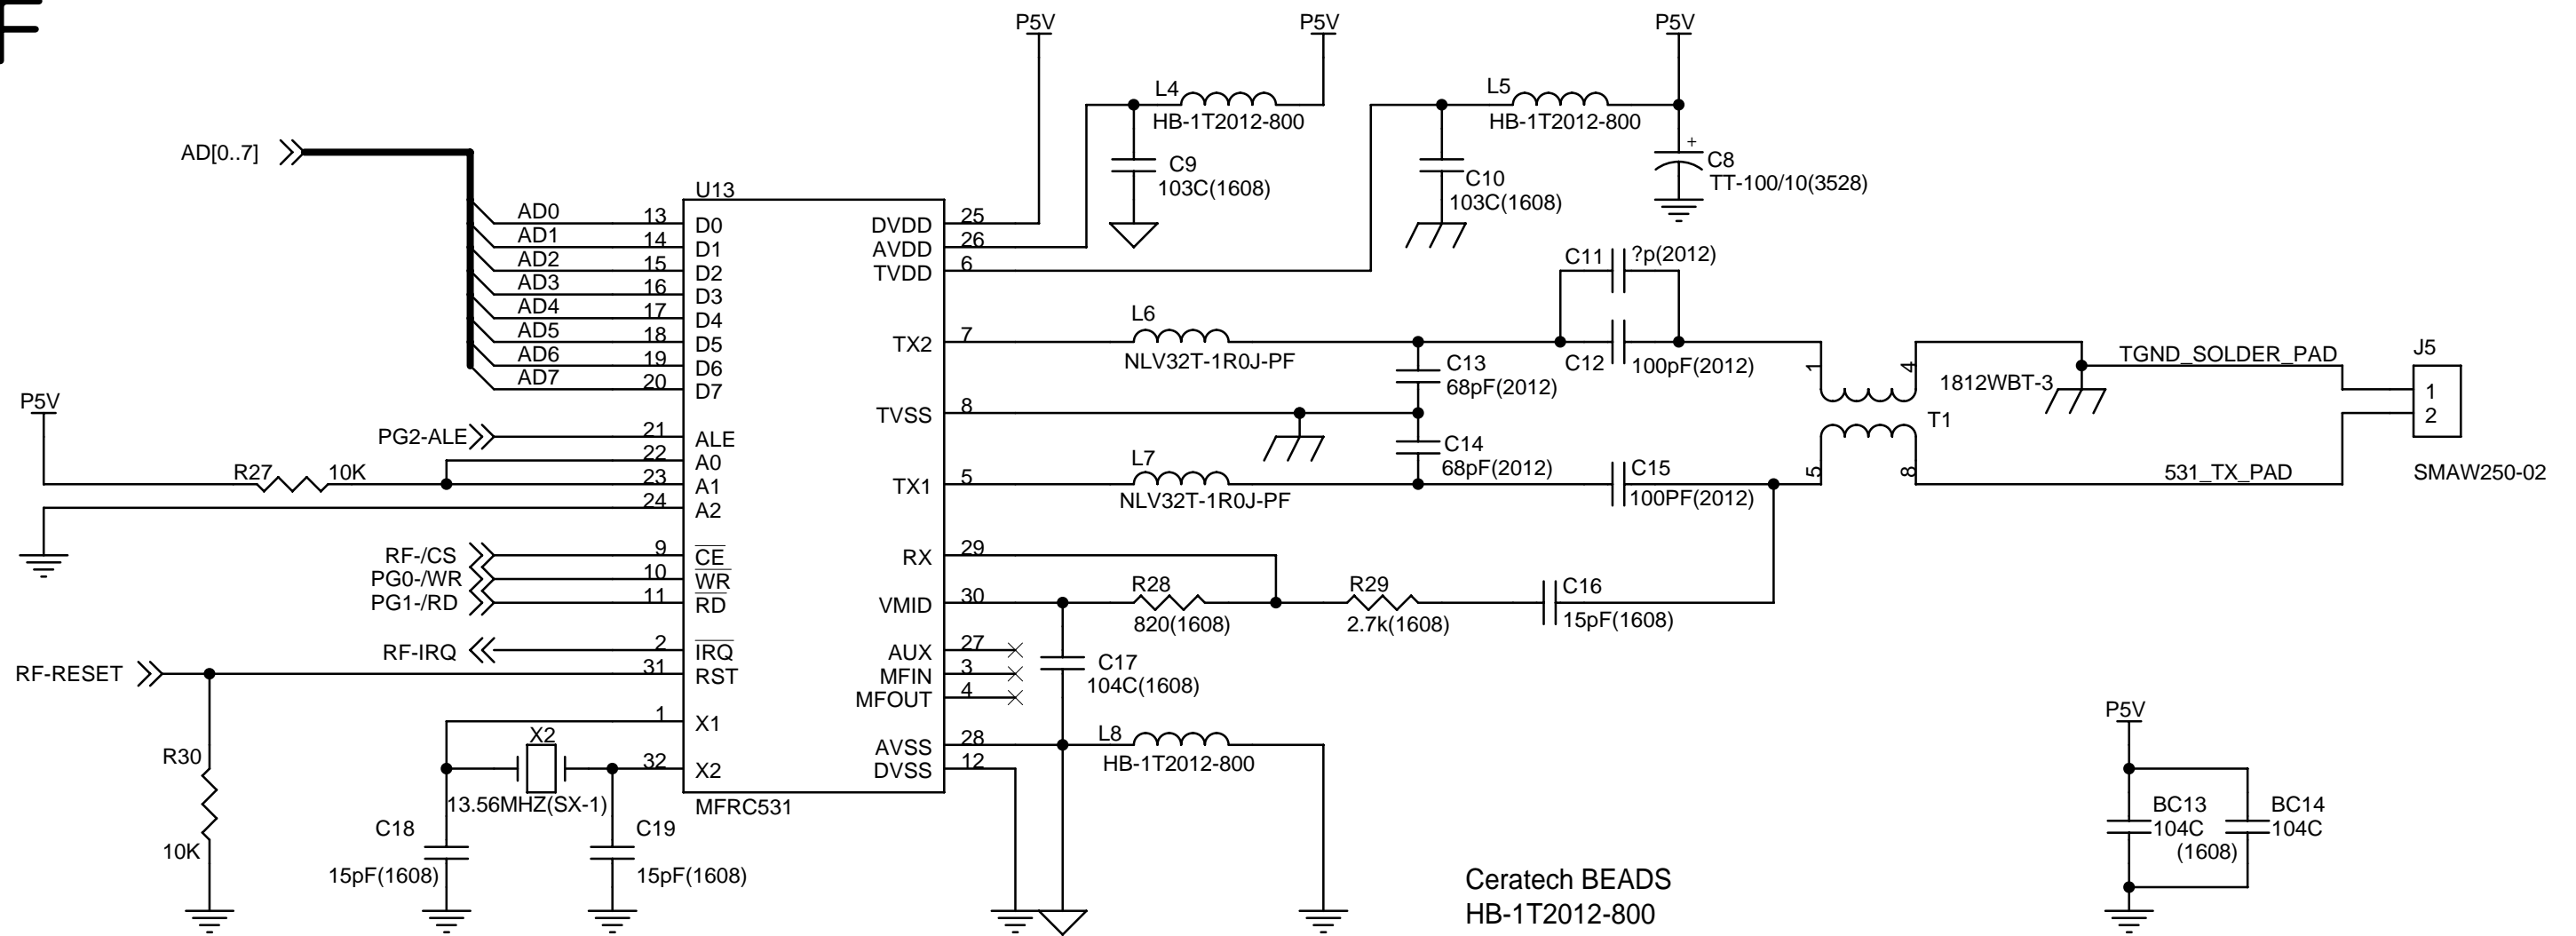 F
P5V
P5V
P5V
L4
HB-1T2012-800
L5
HB-1T2012-800
AD[0..7]
C9
103C(1608)
C10
103C(1608)
+
C8
TT-100/10(3528)
U13
AD0 13 D0
AD1 14 D1
AD2 15 D2
AD3 16 D3
AD4 17 D4
AD5 18 D5
AD6 19 D6
AD7 20 D7
DVDD 25
AVDD 26
TVDD 6
C11 ?p(2012)
TX2 7
L6
NLV32T-1R0J-PF
C13
68pF(2012)
C12 100pF(2012)
1
4
1812WBT-3
T1
5
8
TGND_SOLDER_PAD
J5
1
2
SMAW250-02
531_TX_PAD
TVSS 8
C14
68pF(2012)
TX1 5
L7
NLV32T-1R0J-PF
C15
100PF(2012)
P5V
PG2-ALE 21 ALE
22 A0
R27 10K 23 A1
24 A2
RF-/CS 9 CE
PG0-/WR 10 WR
PG1-/RD 11 RD
RX 29
VMID 30
R28
820(1608)
R29
2.7k(1608)
C16
15pF(1608)
RF-IRQ 2 IRQ
RF-RESET 31 RST
AUX 27
MFIN 3
MFOUT 4
C17
104C(1608)
1 X1
X2
32 X2
13.56MHZ(SX-1)
AVSS 28
DVSS 12
L8
HB-1T2012-800
MFRC531
R30
10K
C18
15pF(1608)
C19
15pF(1608)
P5V
BC13
104C
(1608)
BC14
104C
Ceratech BEADS
HB-1T2012-800